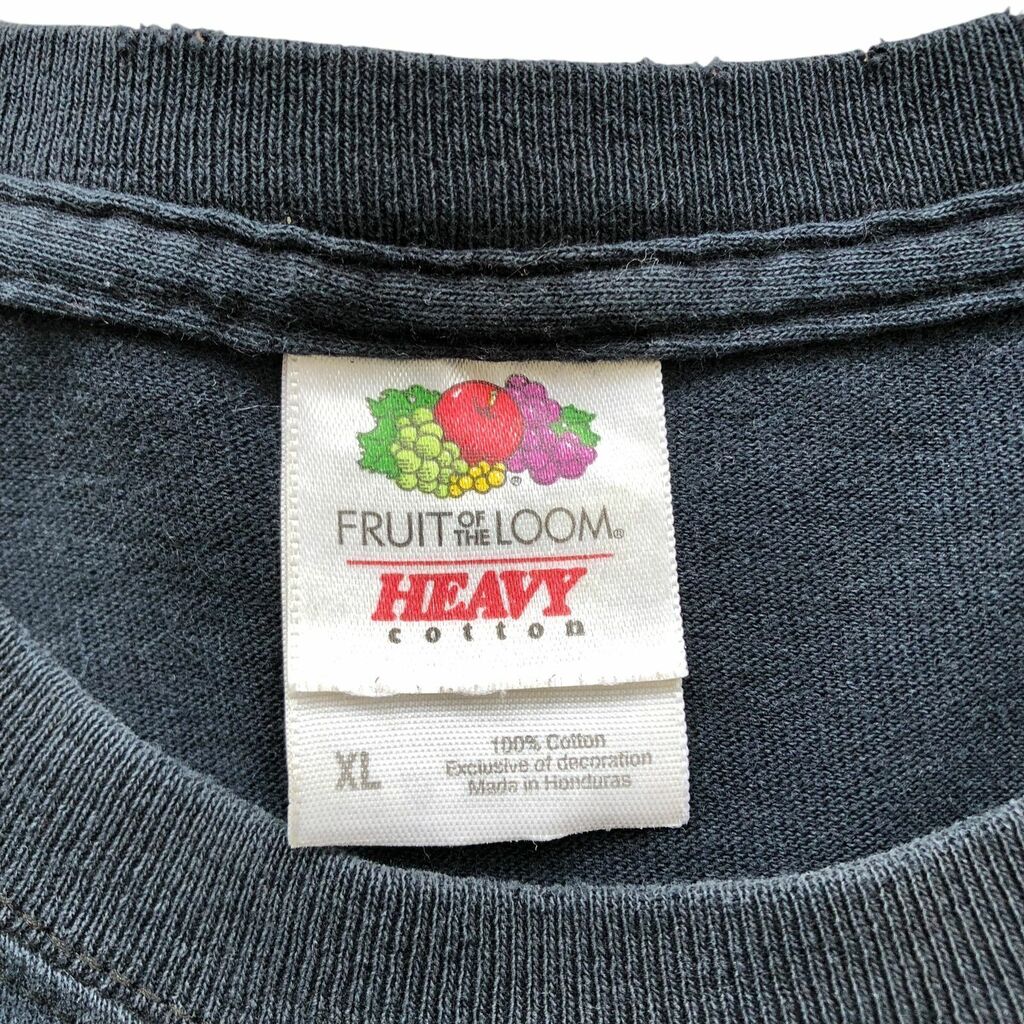 FRUIT OF THE LOOM®
HEAVY
cotton
XL
100% Cotton
Exclusive of decoration
Made in Honduras